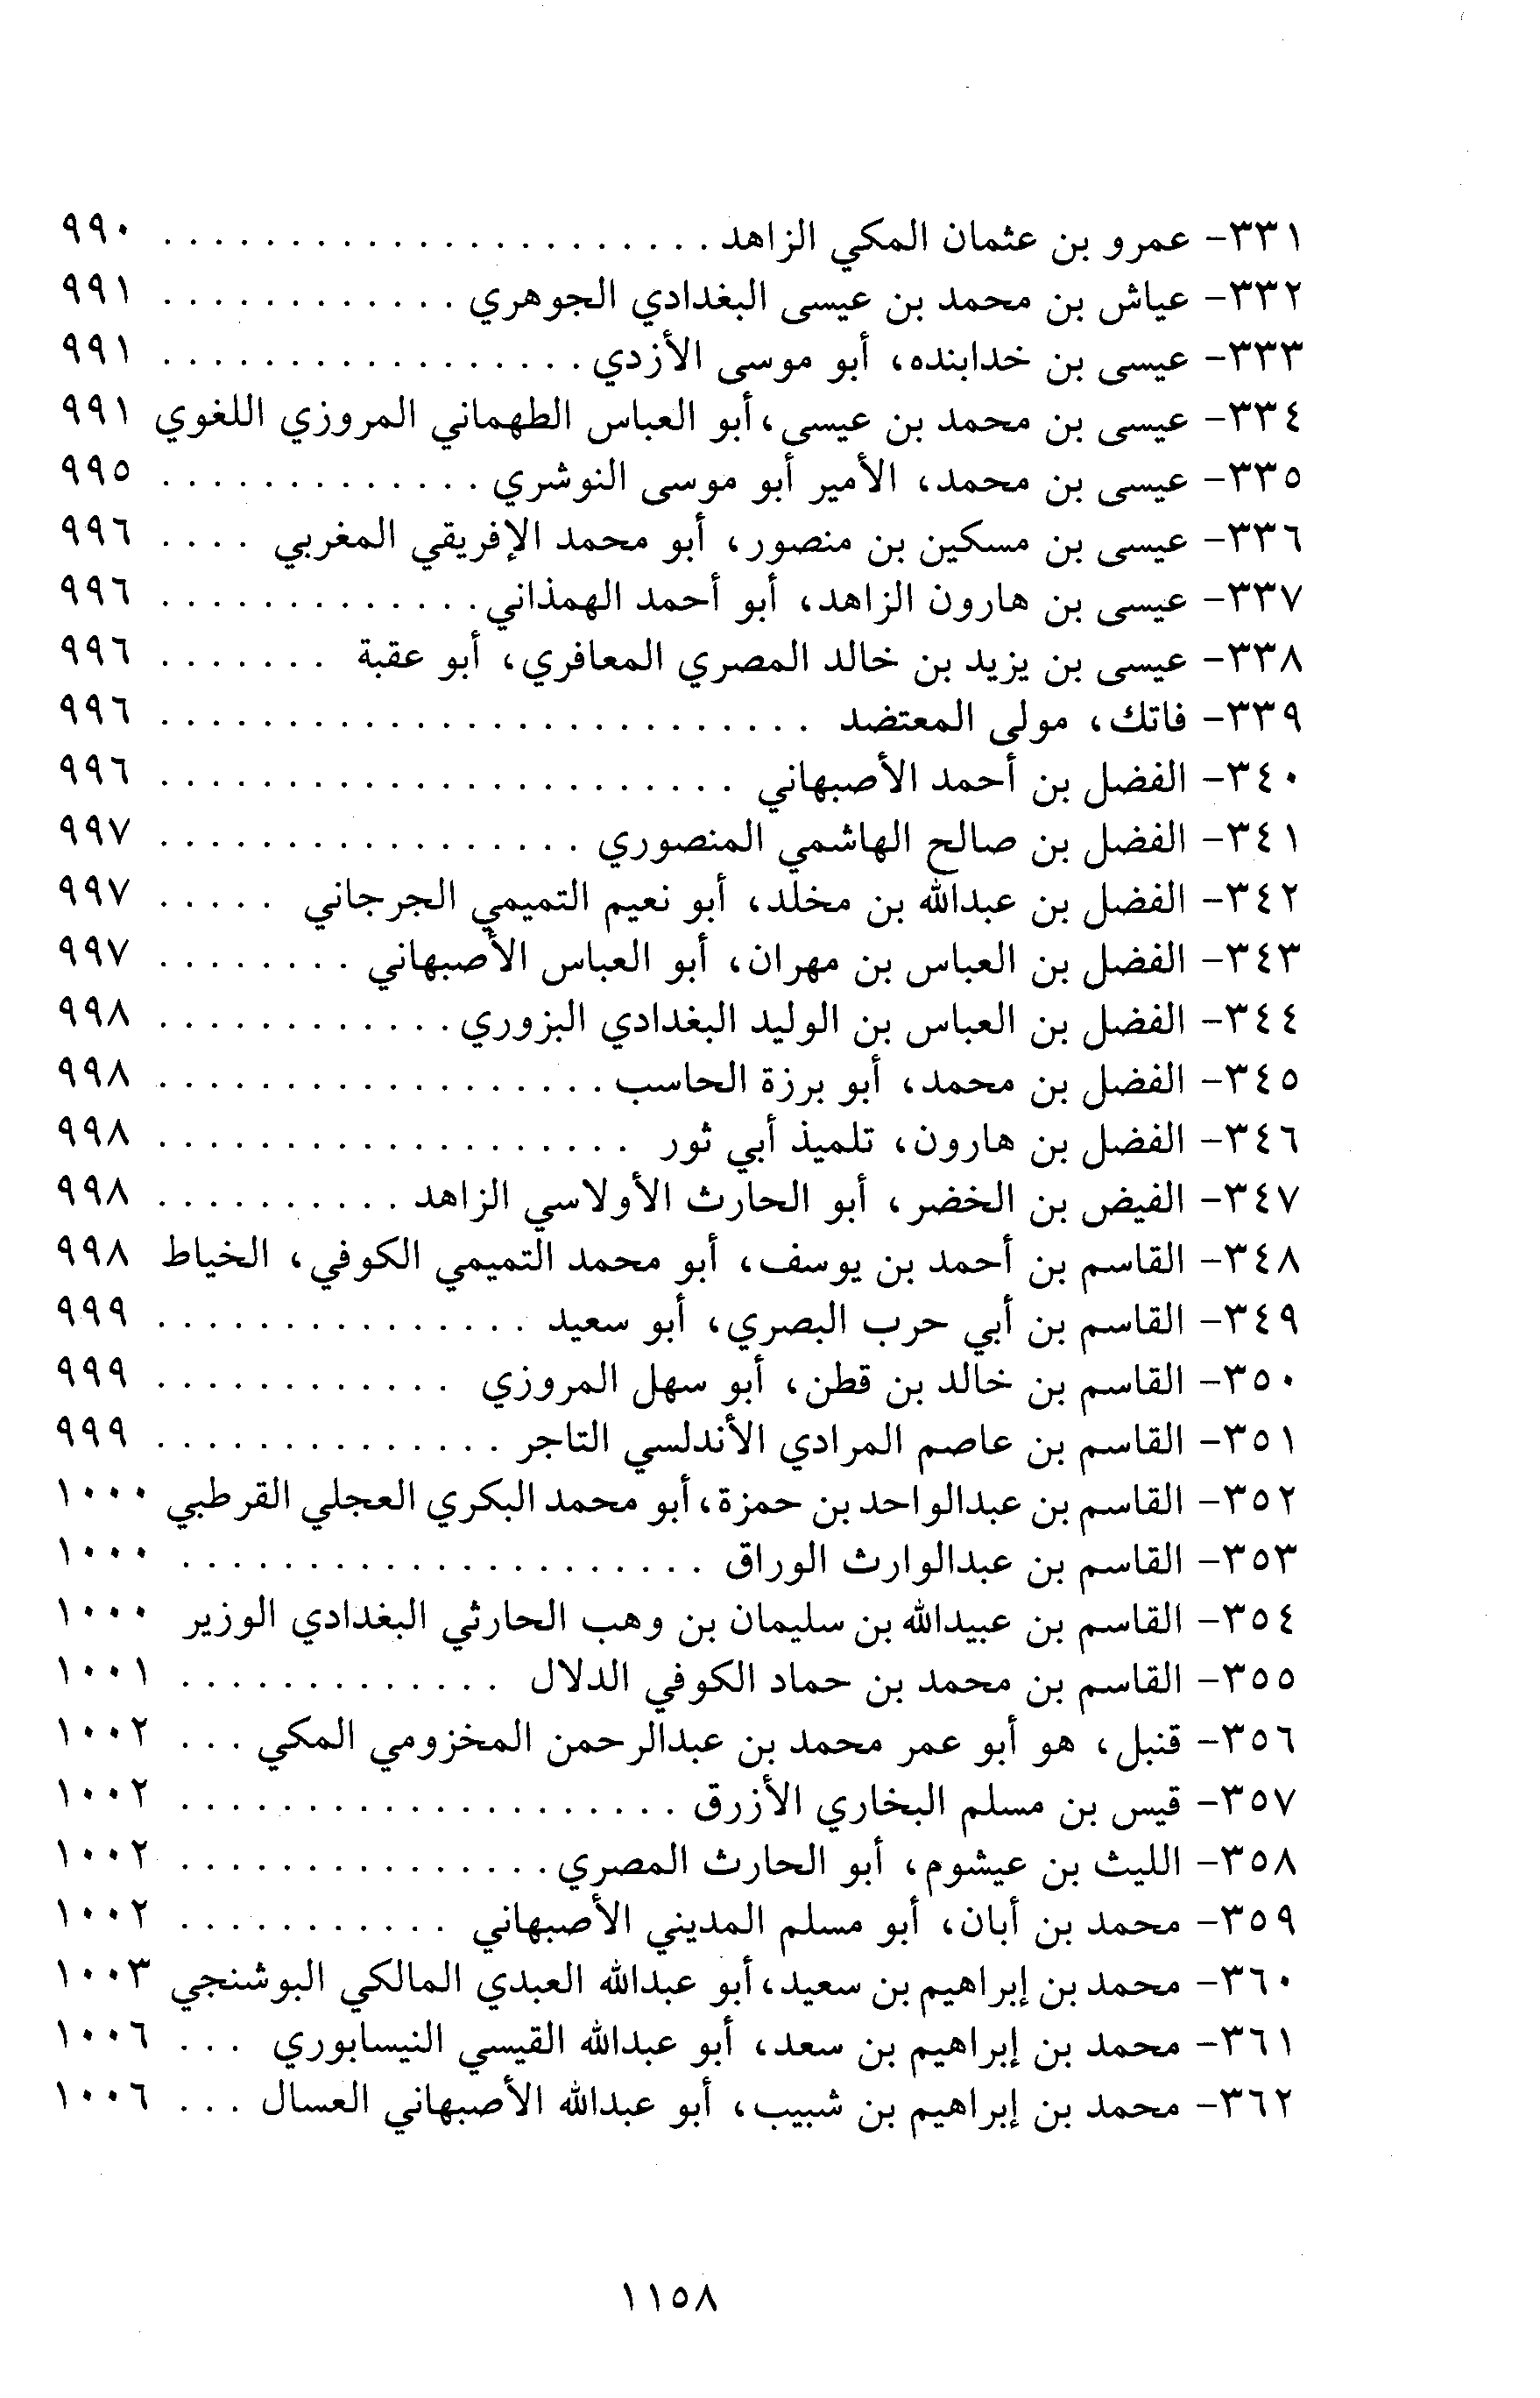 ٣٣١- عمرو بن عثمان المكي الزاهد . . . . . . . . . . . . . . . . . . . . . . ٩٩٠
٣٣٢- عياش بن محمد بن عيسى البغدادي الجوهري . . . . . . . . . . . . ٩٩١
٣٣٣- عيسى بن خدابنده، أبو موسى الأزدي . . . . . . . . . . . . . . . . . ٩٩١
٣٣٤- عيسى بن محمد بن عيسى، أبو العباس الطهماني المروزي اللغوي ٩٩١
٣٣٥- عيسى بن محمد، الأمير أبو موسى النوشري . . . . . . . . . . . . . ٩٩٥
٣٣٦- عيسى بن مسكين بن منصور، أبو محمد الإفريقي المغربي . . . . ٩٩٦
٣٣٧- عيسى بن هارون الزاهد، أبو أحمد الهمذاني . . . . . . . . . . . . . ٩٩٦
٣٣٨- عيسى بن يزيد بن خالد المصري المعافري، أبو عقبة . . . . . . . ٩٩٦
٣٣٩- فاتك، مولى المعتضد . . . . . . . . . . . . . . . . . . . . . . . . . . ٩٩٦
٣٤٠- الفضل بن أحمد الأصبهاني . . . . . . . . . . . . . . . . . . . . . . . ٩٩٦
٣٤١- الفضل بن صالح الهاشمي المنصوري . . . . . . . . . . . . . . . . . ٩٩٧
٣٤٢- الفضل بن عبدالله بن مخلد، أبو نعيم التميمي الجرجاني . . . . . ٩٩٧
٣٤٣- الفضل بن العباس بن مهران، أبو العباس الأصبهاني . . . . . . . . ٩٩٧
٣٤٤- الفضل بن العباس بن الوليد البغدادي البزوري . . . . . . . . . . . . ٩٩٨
٣٤٥- الفضل بن محمد، أبو برزة الحاسب . . . . . . . . . . . . . . . . . . ٩٩٨
٣٤٦- الفضل بن هارون، تلميذ أبي ثور . . . . . . . . . . . . . . . . . . . ٩٩٨
٣٤٧- الفيض بن الخضر، أبو الحارث الأولاسي الزاهد . . . . . . . . . . ٩٩٨
٣٤٨- القاسم بن أحمد بن يوسف، أبو محمد التميمي الكوفي، الخياط ٩٩٨
٣٤٩- القاسم بن أبي حرب البصري، أبو سعيد . . . . . . . . . . . . . . . ٩٩٩
٣٥٠- القاسم بن خالد بن قطن، أبو سهل المروزي . . . . . . . . . . . . ٩٩٩
٣٥١- القاسم بن عاصم المرادي الأندلسي التاجر . . . . . . . . . . . . . . ٩٩٩
٣٥٢- القاسم بن عبدالواحد بن حمزة، أبو محمد البكري العجلي القرطبي ١٠٠٠
٣٥٣- القاسم بن عبدالوارث الوراق . . . . . . . . . . . . . . . . . . . . . ١٠٠٠
٣٥٤- القاسم بن عبيدالله بن سليمان بن وهب الحارثي البغدادي الوزير ١٠٠٠
٣٥٥- القاسم بن محمد بن حماد الكوفي الدلال . . . . . . . . . . . . . ١٠٠١
٣٥٦- قنبل، هو أبو عمر محمد بن عبدالرحمن المخزومي المكي . . . ١٠٠٢
٣٥٧- قيس بن مسلم البخاري الأزرق . . . . . . . . . . . . . . . . . . . . ١٠٠٢
٣٥٨- الليث بن عيشوم، أبو الحارث المصري . . . . . . . . . . . . . . . ١٠٠٢
٣٥٩- محمد بن أبان، أبو مسلم المديني الأصبهاني . . . . . . . . . . . ١٠٠٢
٣٦٠- محمد بن إبراهيم بن سعيد، أبو عبدالله العبدي المالكي البوشنجي ١٠٠٣
٣٦١- محمد بن إبراهيم بن سعد، أبو عبدالله القيسي النيسابوري . . . ١٠٠٦
٣٦٢- محمد بن إبراهيم بن شبيب، أبو عبدالله الأصبهاني العسال . . . ١٠٠٦
١١٥٨